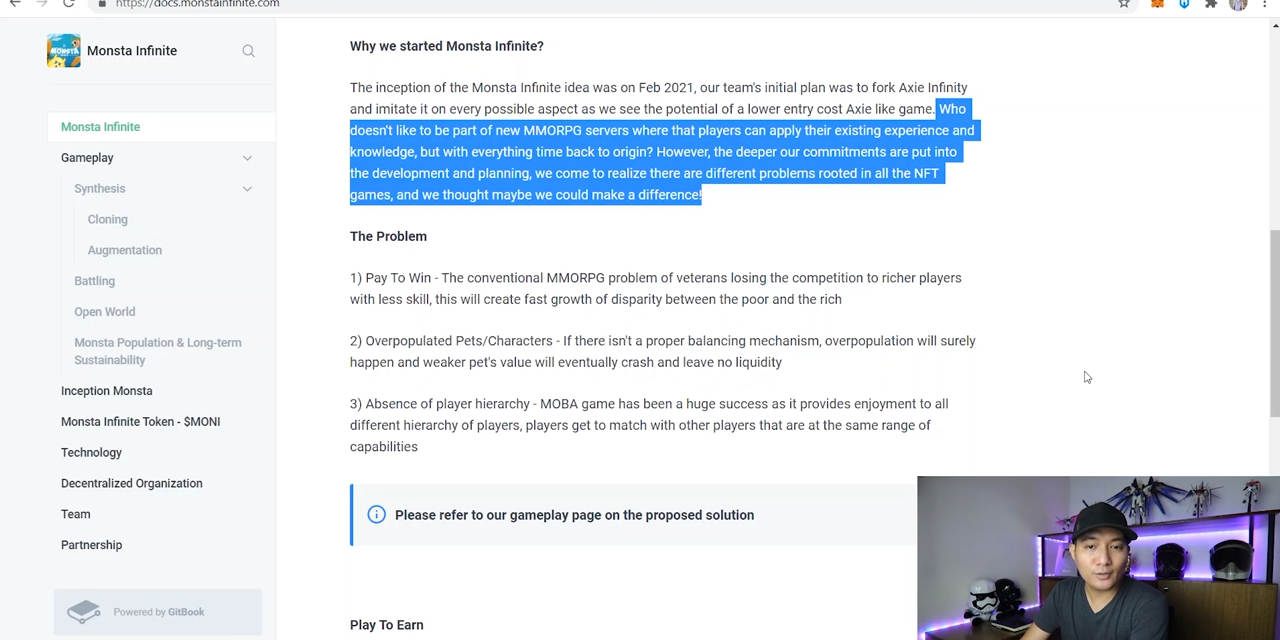 https://docs.monstainfinite.com
Monsta Infinite
Monsta Infinite
Gameplay
Synthesis
Cloning
Augmentation
Battling
Open World
Monsta Population & Long-term
Sustainability
Inception Monsta
Monsta Infinite Token - $MONI
Technology
Decentralized Organization
Team
Partnership
Powered by GitBook
Why we started Monsta Infinite?
The inception of the Monsta Infinite idea was on Feb 2021, our team's initial plan was to fork Axie Infinity
and imitate it on every possible aspect as we see the potential of a lower entry cost Axie like game. Who
doesn't like to be part of new MMORPG servers where that players can apply their existing experience and
knowledge, but with everything time back to origin? However, the deeper our commitments are put into
the development and planning, we come to realize there are different problems rooted in all the NFT
games, and we thought maybe we could make a difference!
The Problem
1) Pay To Win - The conventional MMORPG problem of veterans losing the competition to richer players
with less skill, this will create fast growth of disparity between the poor and the rich
2) Overpopulated Pets/Characters - If there isn't a proper balancing mechanism, overpopulation will surely
happen and weaker pet's value will eventually crash and leave no liquidity
3) Absence of player hierarchy - MOBA game has been a huge success as it provides enjoyment to all
different hierarchy of players, players get to match with other players that are at the same range of
capabilities
Please refer to our gameplay page on the proposed solution
Play To Earn